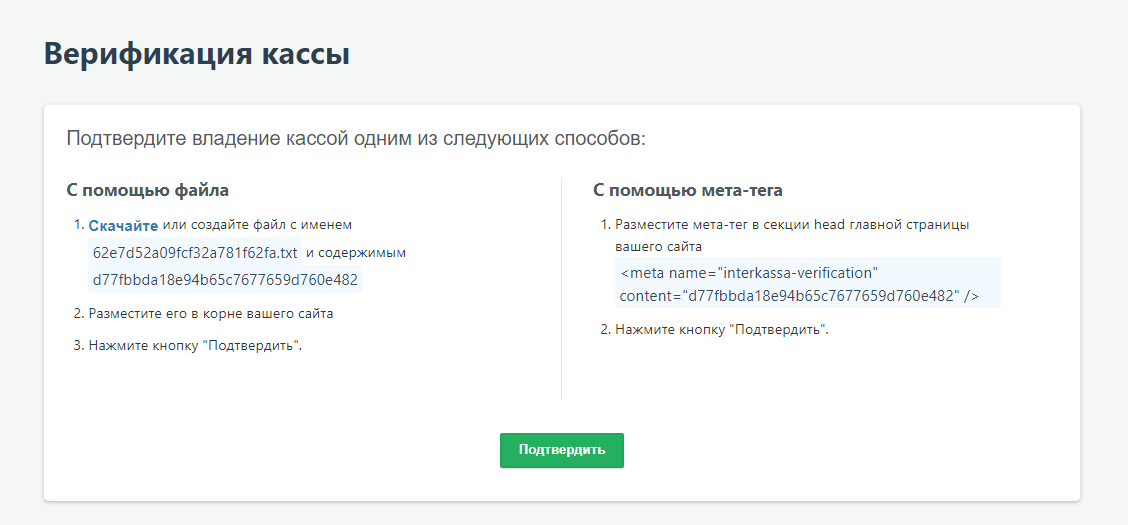 Верификация кассы
Подтвердите владение кассой одним из следующих способов:
С помощью файла
1. Скачайте или создайте файл с именем
62e7d52a09fcf32a781f62fa.txt и содержимым
d77fbbda18e94b65c7677659d760e482
2. Разместите его в корне вашего сайта
3. Нажмите кнопку "Подтвердить".
С помощью мета-тега
1. Разместите мета-тег в секции head главной страницы
вашего сайта
<meta name="interkassa-verification"
content="d77fbbda18e94b65c7677659d760e482" />
2. Нажмите кнопку "Подтвердить".
Подтвердить